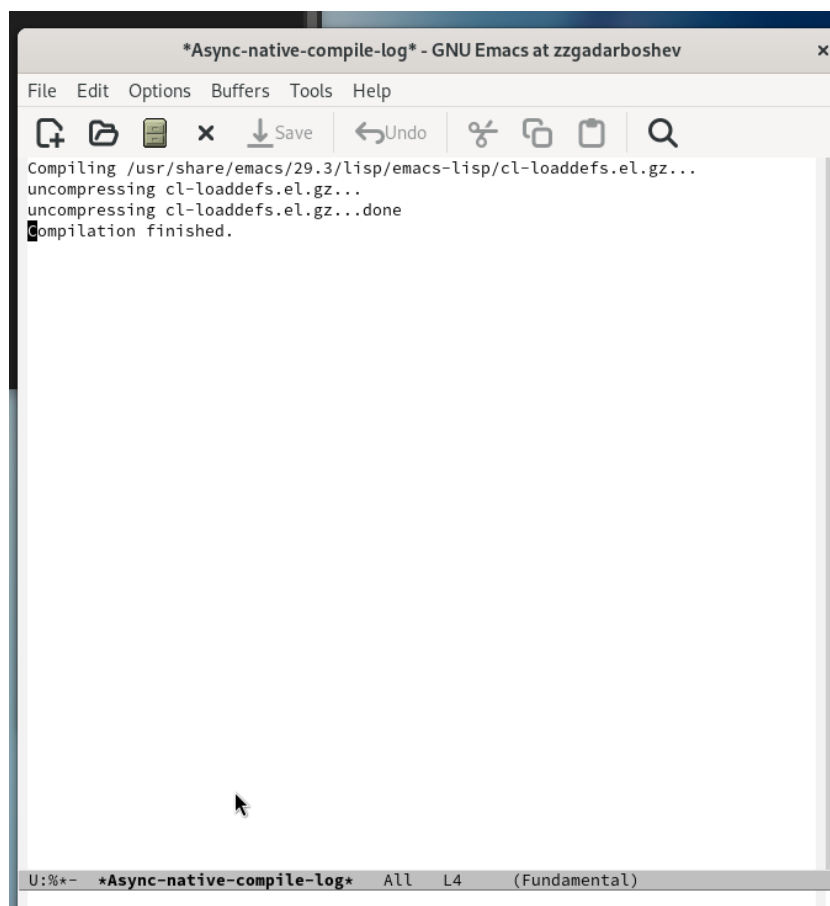 *Async-native-compile-log* - GNU Emacs at zzgadarboshev
File Edit Options Buffers Tools Help
Save Undo
Compiling /usr/share/emacs/29.3/lisp/emacs-lisp/cl-loaddefs.el.gz...
uncompressing cl-loaddefs.el.gz...
uncompressing cl-loaddefs.el.gz...done
Compilation finished.
U:%*- *Async-native-compile-log* All L4 (Fundamental)